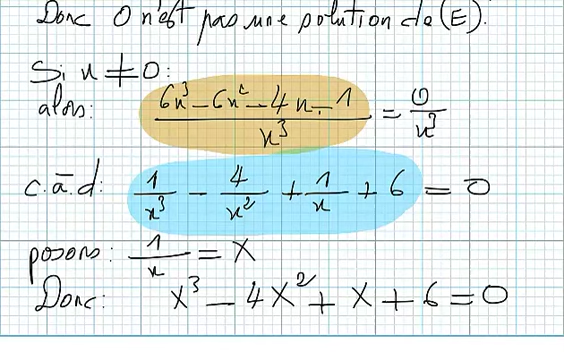 Donc 0 n'est pas une solution de (E).
Si x ≠ 0 :
alors : (6x³ - 6x² - 4x - 1)/x³ = 0/x³
c.à.d : 1/x³ - 4/x² + 1/x + 6 = 0
posons : 1/x = X
Donc : X³ - 4X² + X + 6 = 0